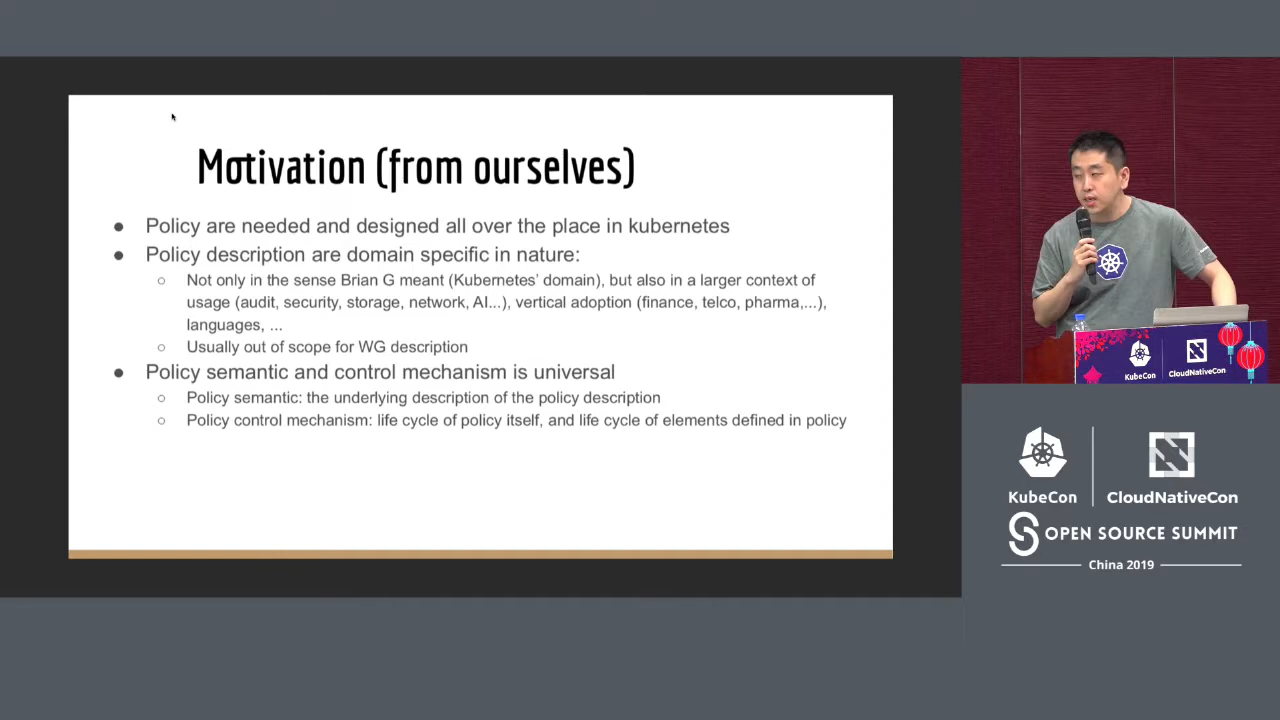 Motivation (from ourselves)
● Policy are needed and designed all over the place in kubernetes
● Policy description are domain specific in nature:
○ Not only in the sense Brian G meant (Kubernetes' domain), but also in a larger context of
usage (audit, security, storage, network, AI...), vertical adoption (finance, telco, pharma,...),
languages, ...
○ Usually out of scope for WG description
● Policy semantic and control mechanism is universal
○ Policy semantic: the underlying description of the policy description
○ Policy control mechanism: life cycle of policy itself, and life cycle of elements defined in policy
KubeCon
CloudNativeCon
KubeCon
CloudNativeCon
OPEN SOURCE SUMMIT
China 2019